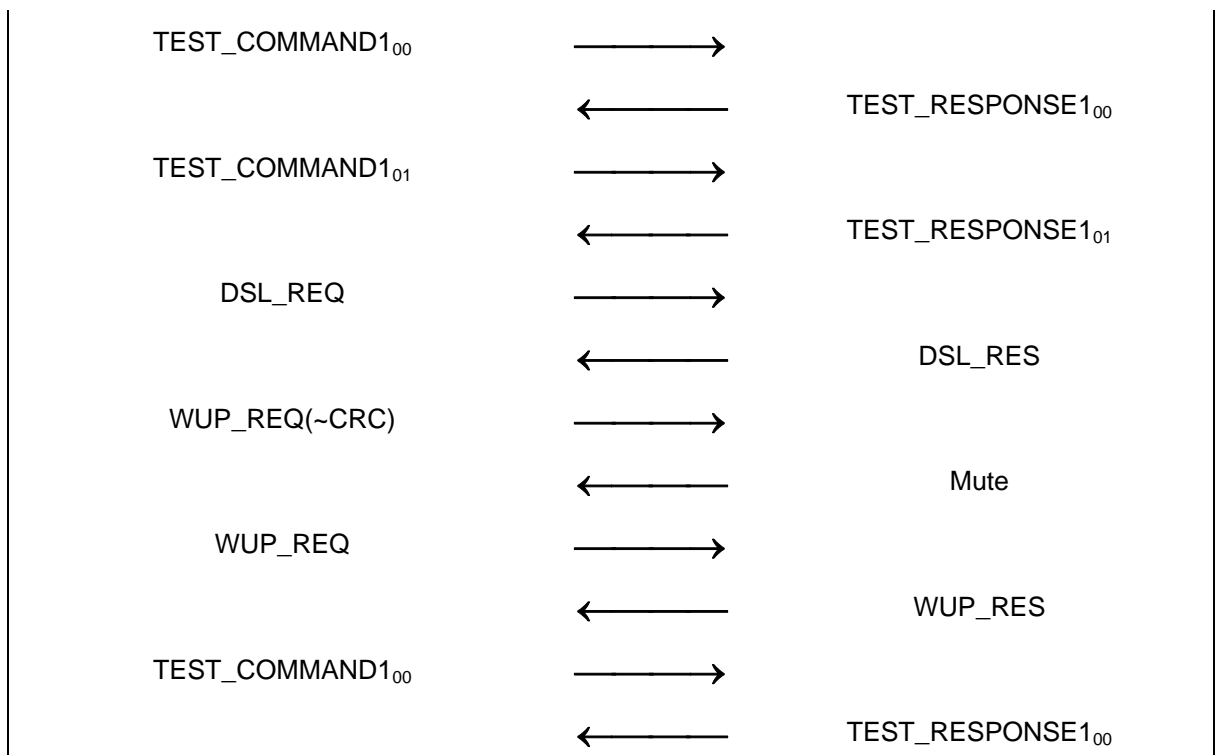 TEST_COMMAND1₀₀
TEST_RESPONSE1₀₀
TEST_COMMAND1₀₁
TEST_RESPONSE1₀₁
DSL_REQ
DSL_RES
WUP_REQ(~CRC)
Mute
WUP_REQ
WUP_RES
TEST_COMMAND1₀₀
TEST_RESPONSE1₀₀